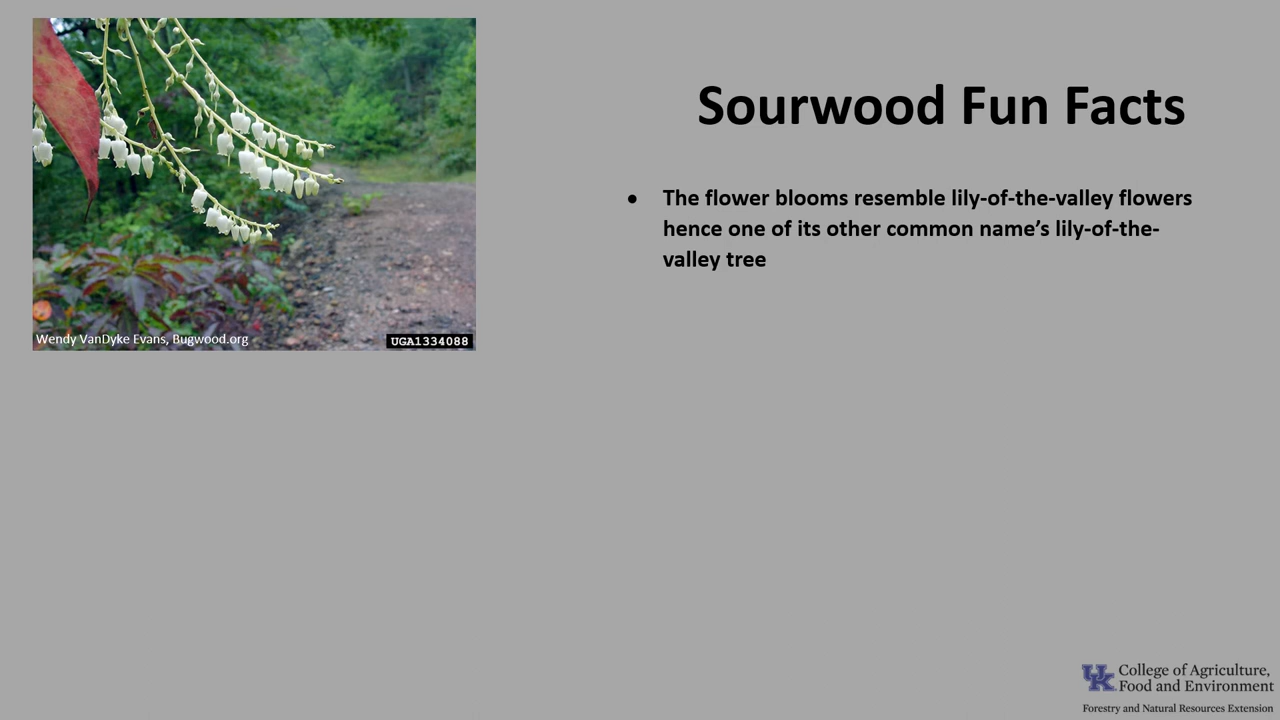 Sourwood Fun Facts
• The flower blooms resemble lily-of-the-valley flowers
hence one of its other common name’s lily-of-the-
valley tree
Wendy VanDyke Evans, Bugwood.org
UGA1334088
UK College of Agriculture,
Food and Environment
Forestry and Natural Resources Extension